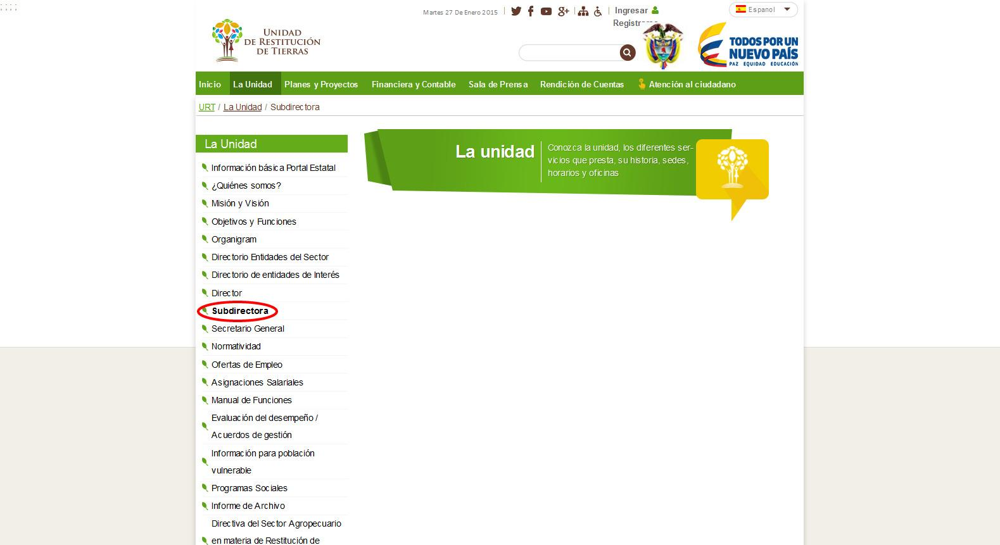 ; ; ; ;
Martes 27 De Enero 2015
Ingresar
Español
UNIDAD
DE RESTITUCIÓN
DE TIERRAS
TODOS POR UN
NUEVO PAÍS
PAZ EQUIDAD EDUCACIÓN
Inicio La Unidad Planes y Proyectos Financiera y Contable Sala de Prensa Rendición de Cuentas Atención al ciudadano
URT / La Unidad / Subdirectora
La Unidad
Información básica Portal Estatal
¿Quiénes somos?
Misión y Visión
Objetivos y Funciones
Organigram
Directorio Entidades del Sector
Directorio de entidades de Interés
Director
Subdirectora
Secretario General
Normatividad
Ofertas de Empleo
Asignaciones Salariales
Manual de Funciones
Evaluación del desempeño /
Acuerdos de gestión
Información para población
vulnerable
Programas Sociales
Informe de Archivo
Directiva del Sector Agropecuario
en materia de Restitución de
La unidad
Conozca la unidad, los diferentes ser-
vicios que presta, su historia, sedes,
horarios y oficinas